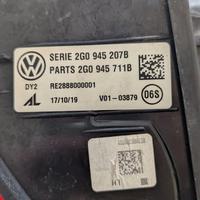 SERIE 2G0 945 207B
PARTS 2G0 945 711B
DY2 RE2888000001
AL 17/10/19 V01-03879 06S